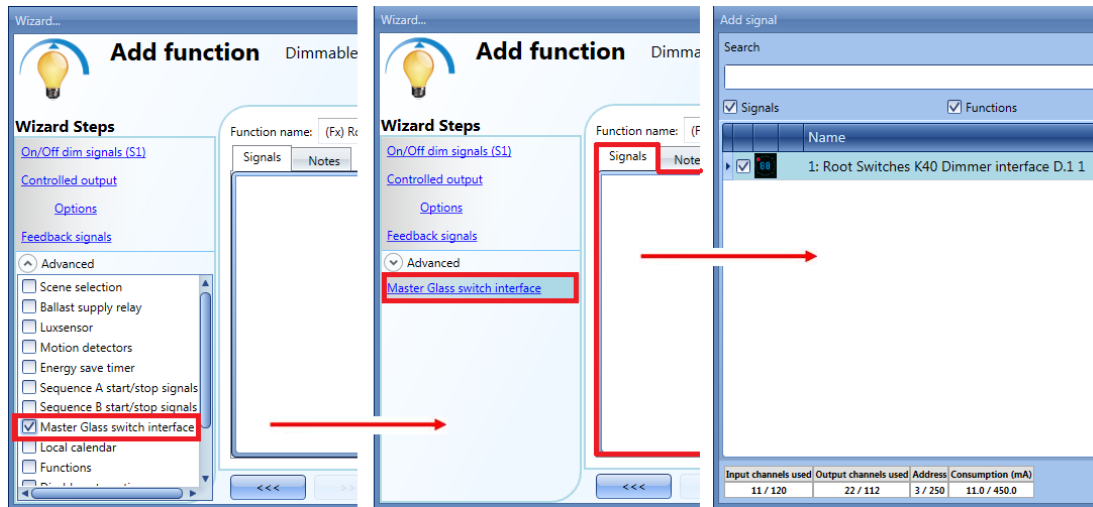 Wizard...
Add function Dimmable
Wizard Steps
On/Off dim signals (S1)
Controlled output
Options
Feedback signals
Advanced
Scene selection
Ballast supply relay
Luxsensor
Motion detectors
Energy save timer
Sequence A start/stop signals
Sequence B start/stop signals
Master Glass switch interface
Local calendar
Functions
Function name: (Fx) Ro
Signals Notes
<<< >>
Wizard...
Add function Dimma
Wizard Steps
On/Off dim signals (S1)
Controlled output
Options
Feedback signals
Advanced
Master Glass switch interface
Function name: (F
Signals Note
<<<
Add signal
Search
Signals Functions
Name
1: Root Switches K40 Dimmer interface D.1 1
Input channels used Output channels used Address Consumption (mA)
11 / 120 22 / 112 3 / 250 11.0 / 450.0